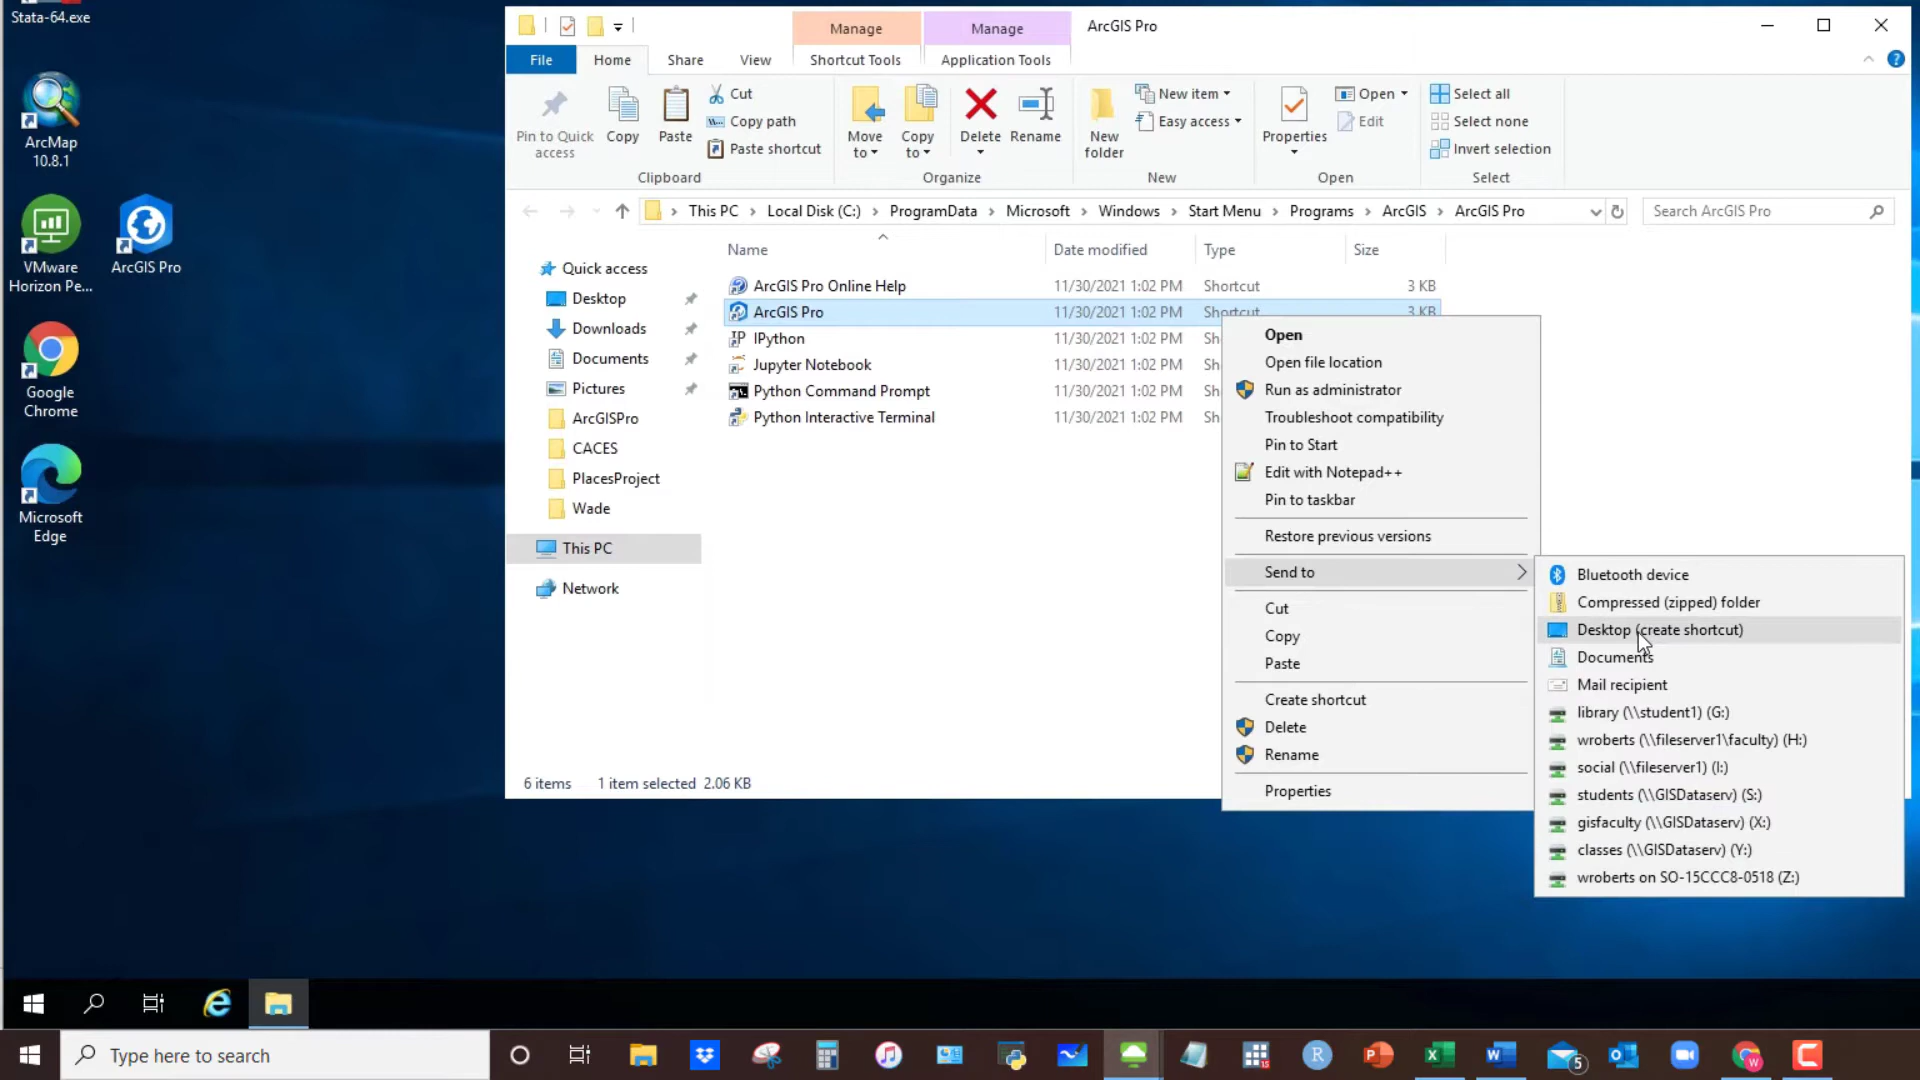 Stata-64.exe
ArcMap
10.8.1
VMware
Horizon Pe...
ArcGIS Pro
Google
Chrome
Microsoft
Edge
Manage
Manage
ArcGIS Pro
File
Home
Share
View
Shortcut Tools
Application Tools
Pin to Quick
access
Copy
Paste
Cut
Copy path
Paste shortcut
Clipboard
Move
to
Copy
to
Delete
Rename
Organize
New
folder
New item
Easy access
New
Properties
Open
Edit
Open
Select all
Select none
Invert selection
Select
This PC
Local Disk (C:)
ProgramData
Microsoft
Windows
Start Menu
Programs
ArcGIS
ArcGIS Pro
Search ArcGIS Pro
Name
Date modified
Type
Size
Quick access
Desktop
Downloads
Documents
Pictures
ArcGISPro
CACES
PlacesProject
Wade
This PC
Network
ArcGIS Pro Online Help 11/30/2021 1:02 PM Shortcut 3 KB
ArcGIS Pro 11/30/2021 1:02 PM Shortcut 3 KB
IPython 11/30/2021 1:02 PM Sh
Jupyter Notebook 11/30/2021 1:02 PM Sh
Python Command Prompt 11/30/2021 1:02 PM Sh
Python Interactive Terminal 11/30/2021 1:02 PM Sh
6 items 1 item selected 2.06 KB
Open
Open file location
Run as administrator
Troubleshoot compatibility
Pin to Start
Edit with Notepad++
Pin to taskbar
Restore previous versions
Send to
Cut
Copy
Paste
Create shortcut
Delete
Rename
Properties
Bluetooth device
Compressed (zipped) folder
Desktop (create shortcut)
Documents
Mail recipient
library (\\student1) (G:)
wroberts (\\fileserver1\faculty) (H:)
social (\\fileserver1) (I:)
students (\\GISDataserv) (S:)
gisfaculty (\\GISDataserv) (X:)
classes (\\GISDataserv) (Y:)
wroberts on SO-15CCC8-0518 (Z:)
Type here to search
5